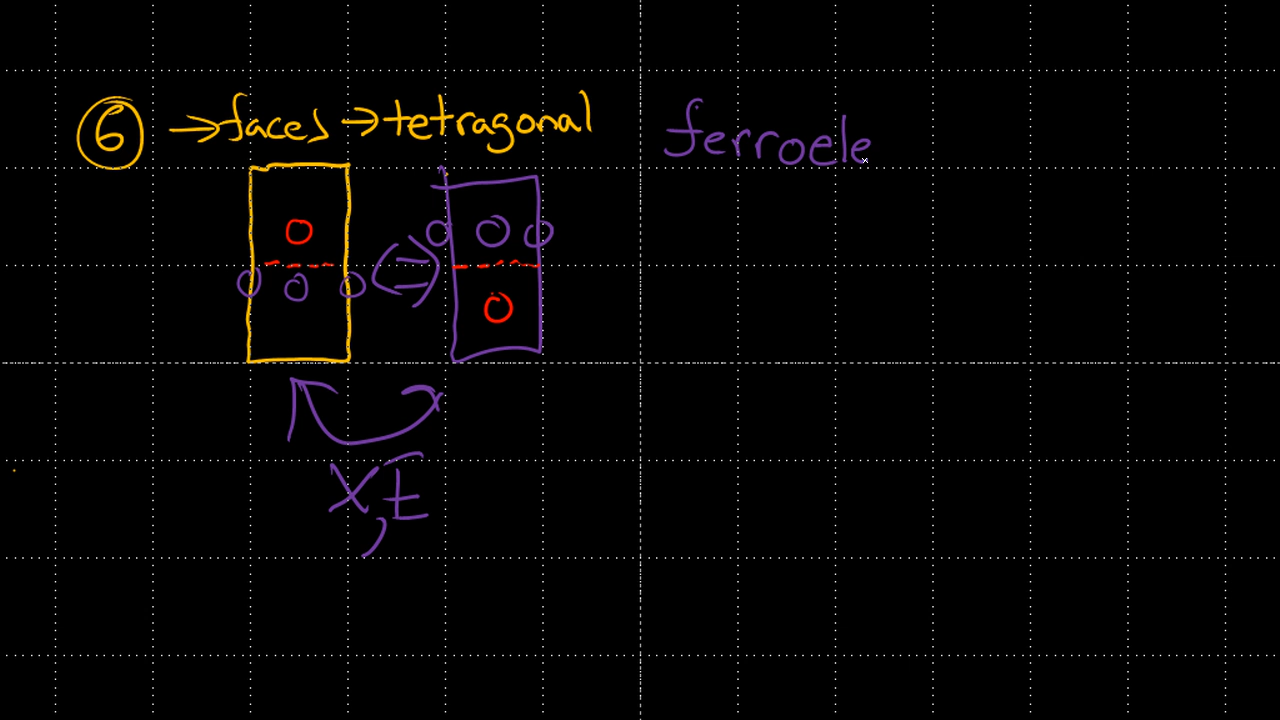 ⑥ → faces → tetragonal
ferroele
X, E